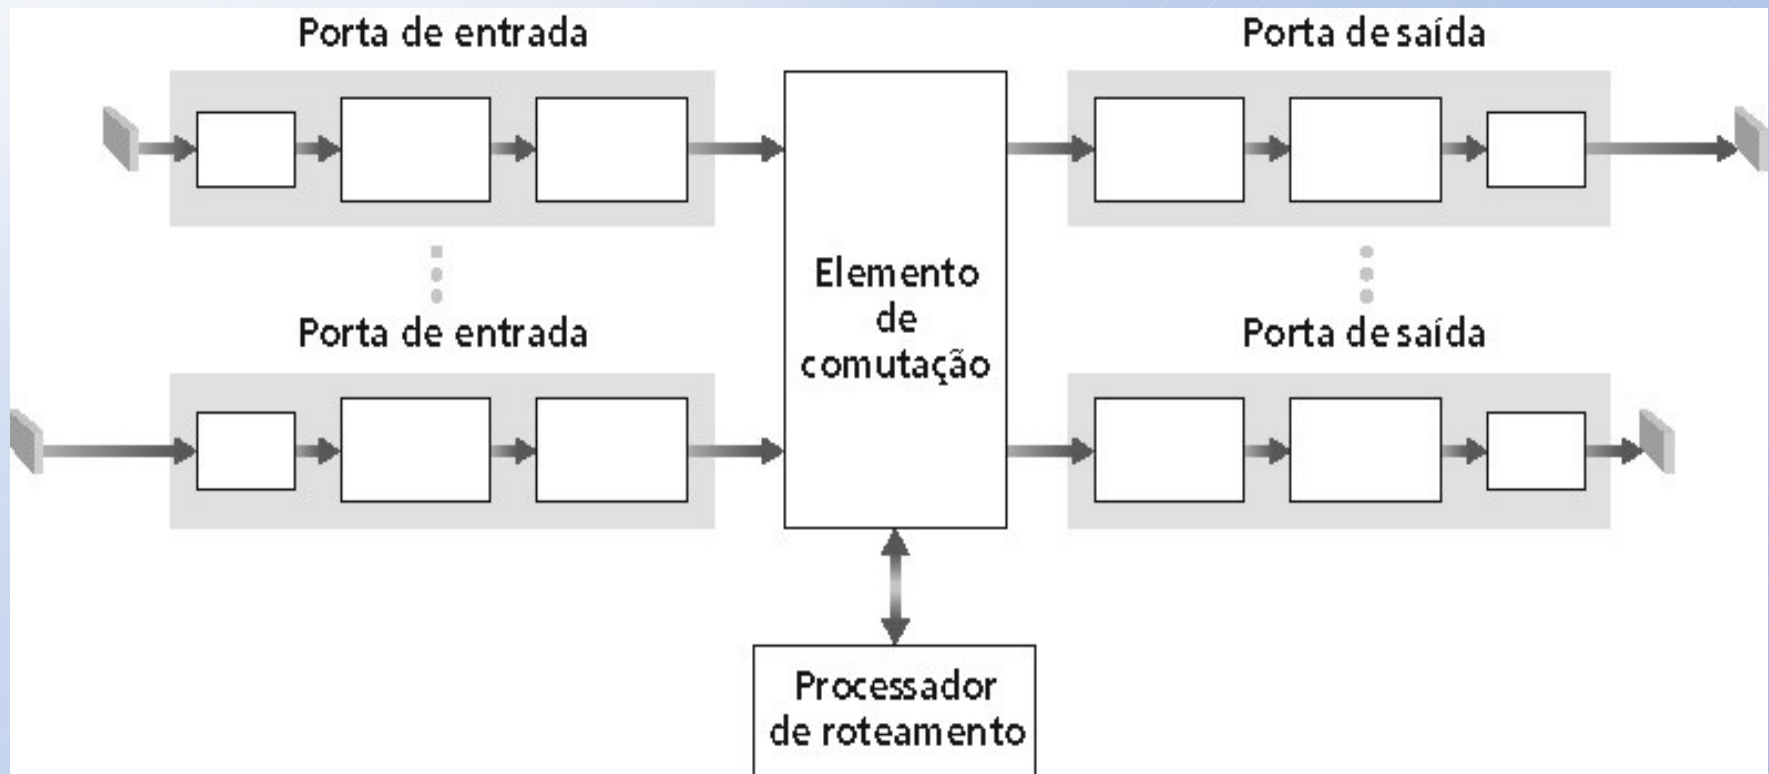 Porta de entrada
Porta de saída
Elemento
de
comutação
Porta de entrada
Porta de saída
Processador
de roteamento